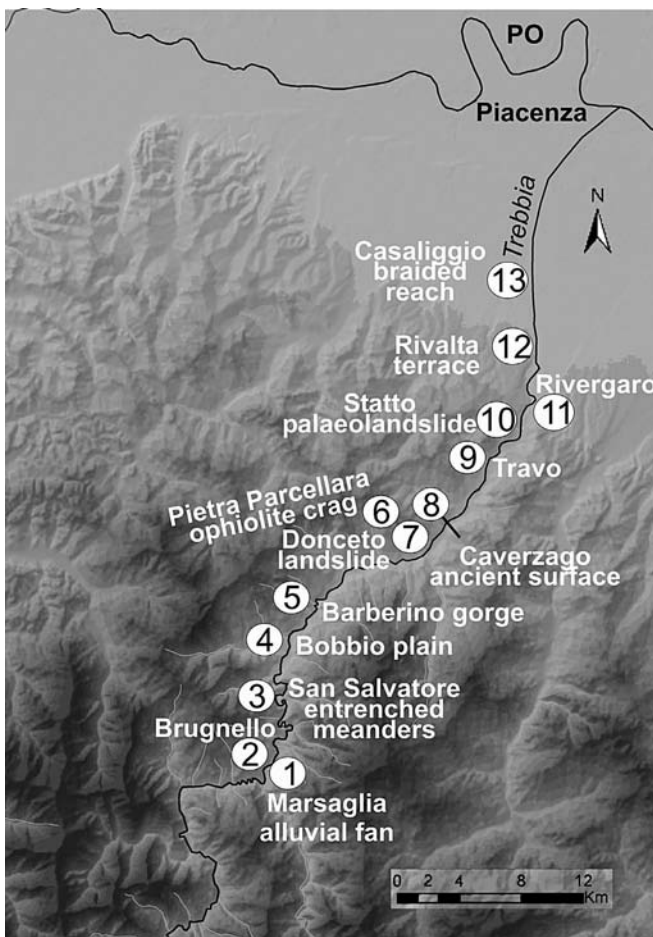 PO
Piacenza
Trebbia
N
Casaliggio
braided
reach
13
Rivalta
terrace
12
Rivergaro
11
Statto
palaeolandslide
10
9
Travo
Pietra Parcellara
ophiolite crag
6
8
Donceto
landslide
7
Caverzago
ancient surface
5
Barberino gorge
4
Bobbio plain
3
San Salvatore
entrenched
meanders
Brugnello
2
1
Marsaglia
alluvial fan
0 2 4 8 12
Km